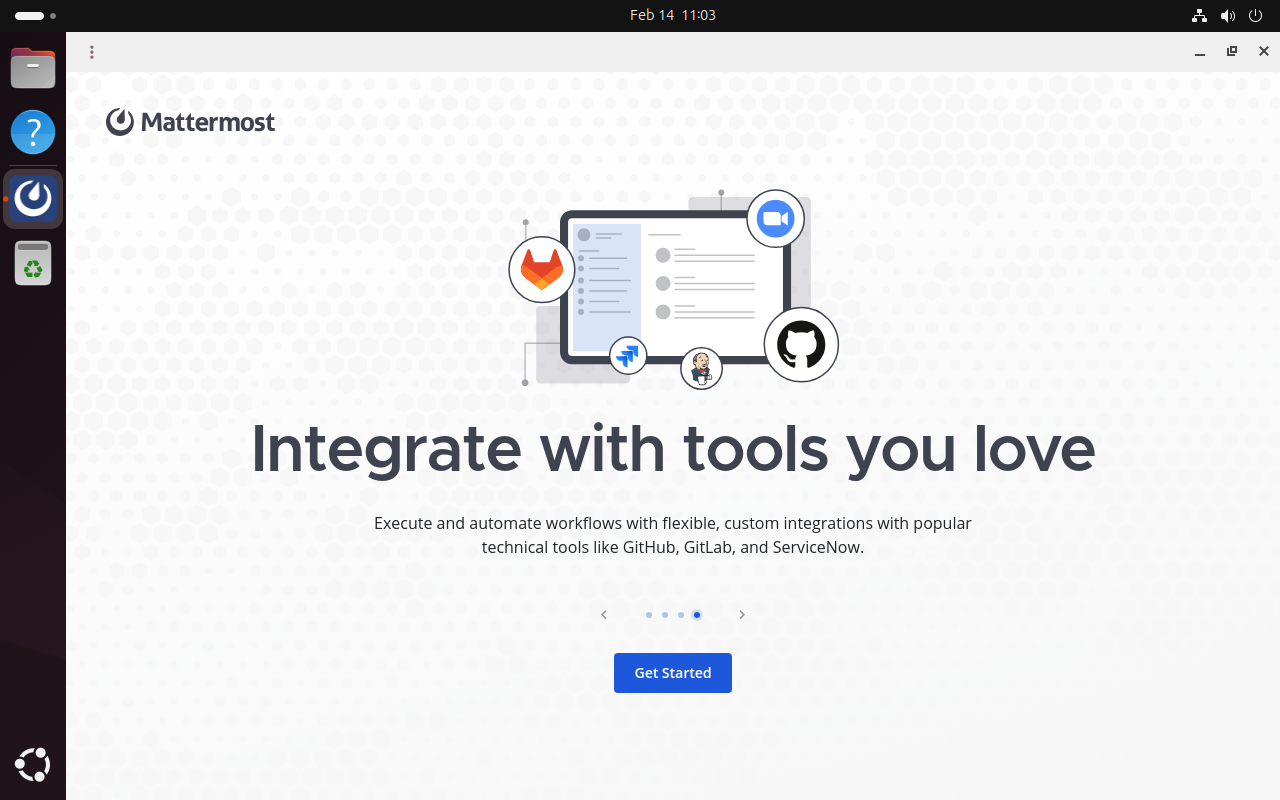 Feb 14 11:03
Mattermost
Integrate with tools you love
Execute and automate workflows with flexible, custom integrations with popular
technical tools like GitHub, GitLab, and ServiceNow.
Get Started